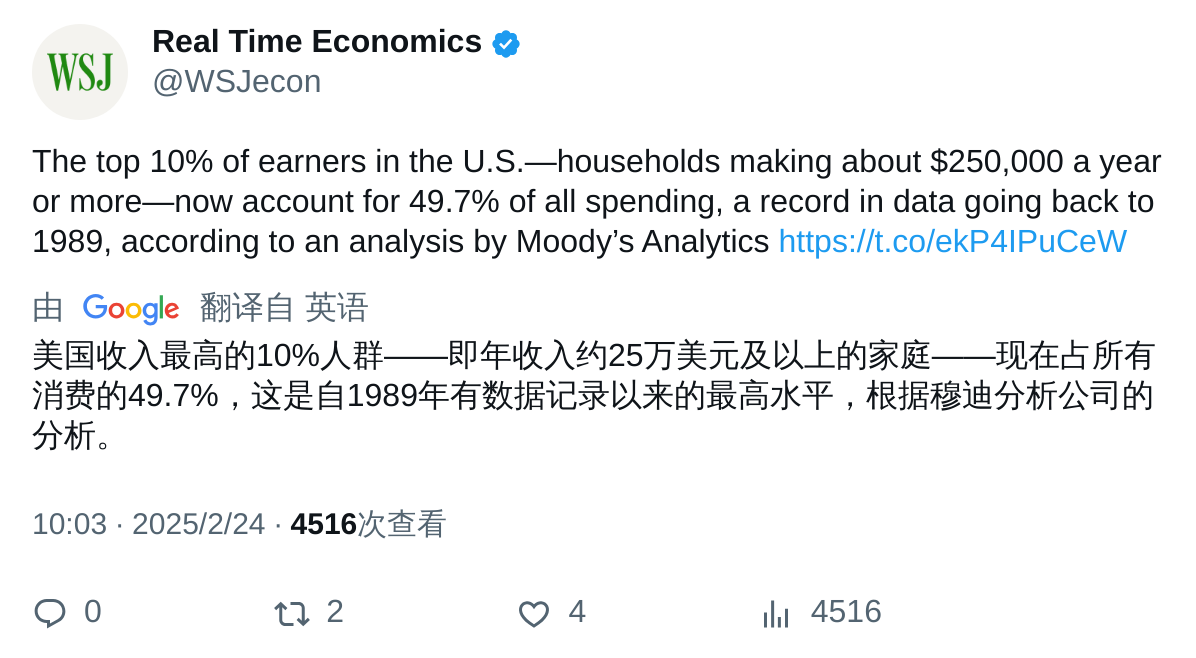 WSJ
Real Time Economics
@WSJecon
The top 10% of earners in the U.S.—households making about $250,000 a year
or more—now account for 49.7% of all spending, a record in data going back to
1989, according to an analysis by Moody’s Analytics https://t.co/ekP4IPuCeW
由 Google 翻译自 英语
美国收入最高的10%人群——即年收入约25万美元及以上的家庭——现在占所有
消费的49.7%，这是自1989年有数据记录以来的最高水平，根据穆迪分析公司的
分析。
10:03 · 2025/2/24 · 4516次查看
0 2 4 4516